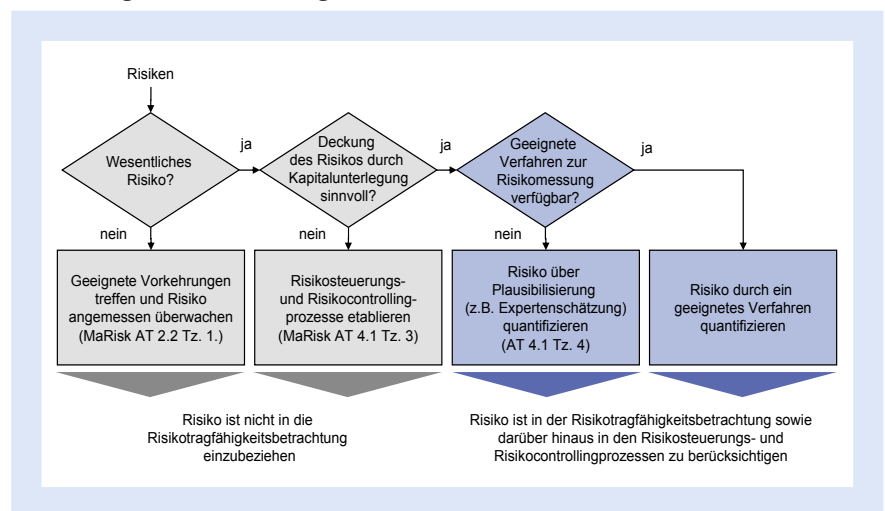 Risiken
Wesentliches
Risiko?
ja
Deckung
des Risikos durch
Kapitalunterlegung
sinnvoll?
ja
Geeignete
Verfahren zur
Risikomessung
verfügbar?
ja
nein
nein
nein
Geeignete Vorkehrungen
treffen und Risiko
angemessen überwachen
(MaRisk AT 2.2 Tz. 1.)
Risikosteuerungs-
und Risikocontrolling-
prozesse etablieren
(MaRisk AT 4.1 Tz. 3)
Risiko über
Plausibilisierung
(z.B. Expertenschätzung)
quantifizieren
(AT 4.1 Tz. 4)
Risiko durch ein
geeignetes Verfahren
quantifizieren
Risiko ist nicht in die
Risikotragfähigkeitsbetrachtung
einzubeziehen
Risiko ist in der Risikotragfähigkeitsbetrachtung sowie
darüber hinaus in den Risikosteuerungs- und
Risikocontrollingprozessen zu berücksichtigen